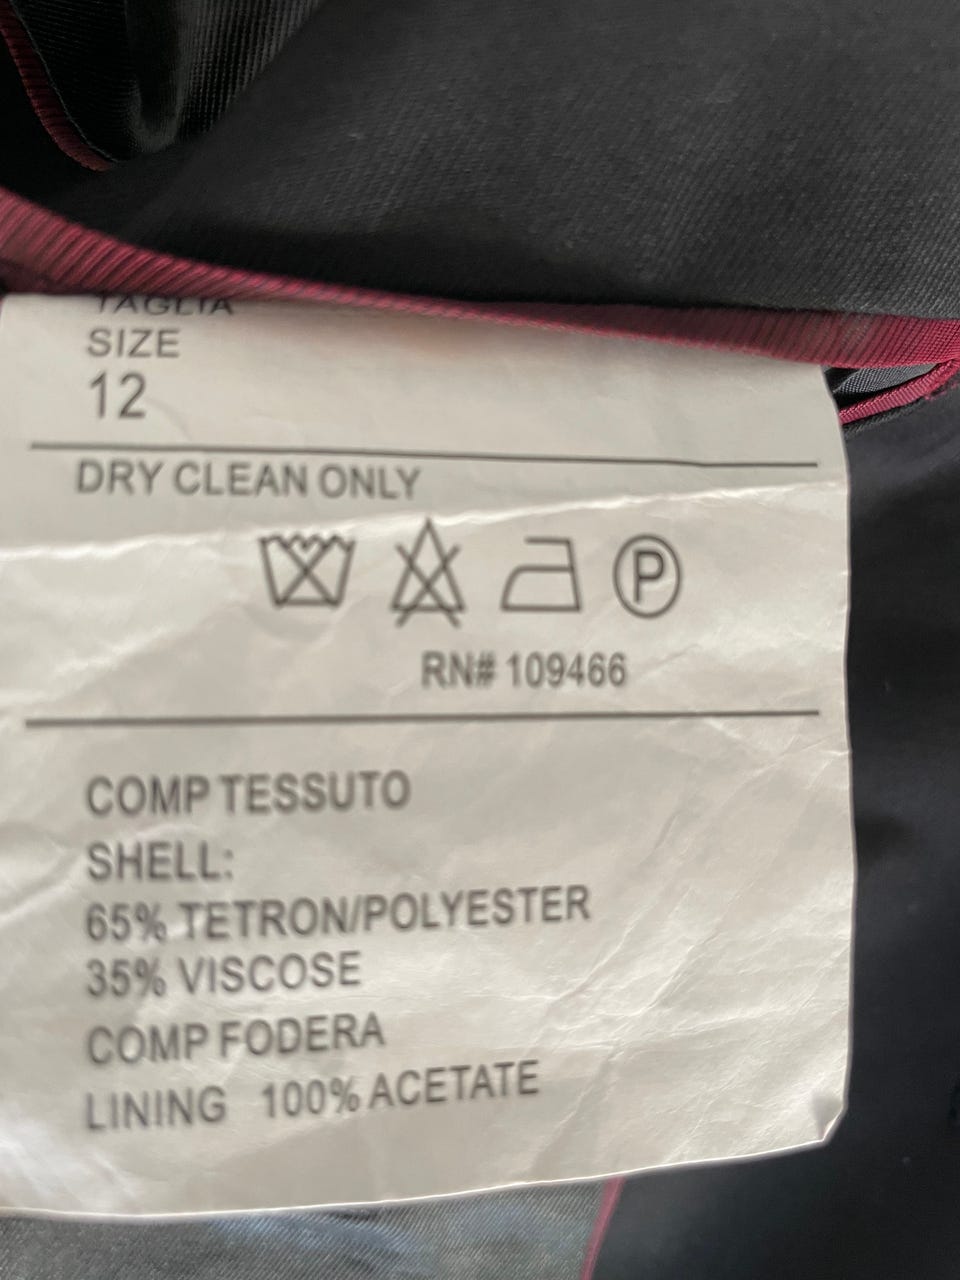 TAGLIA
SIZE
12
DRY CLEAN ONLY
P
RN# 109466
COMP TESSUTO
SHELL:
65% TETRON/POLYESTER
35% VISCOSE
COMP FODERA
LINING 100% ACETATE